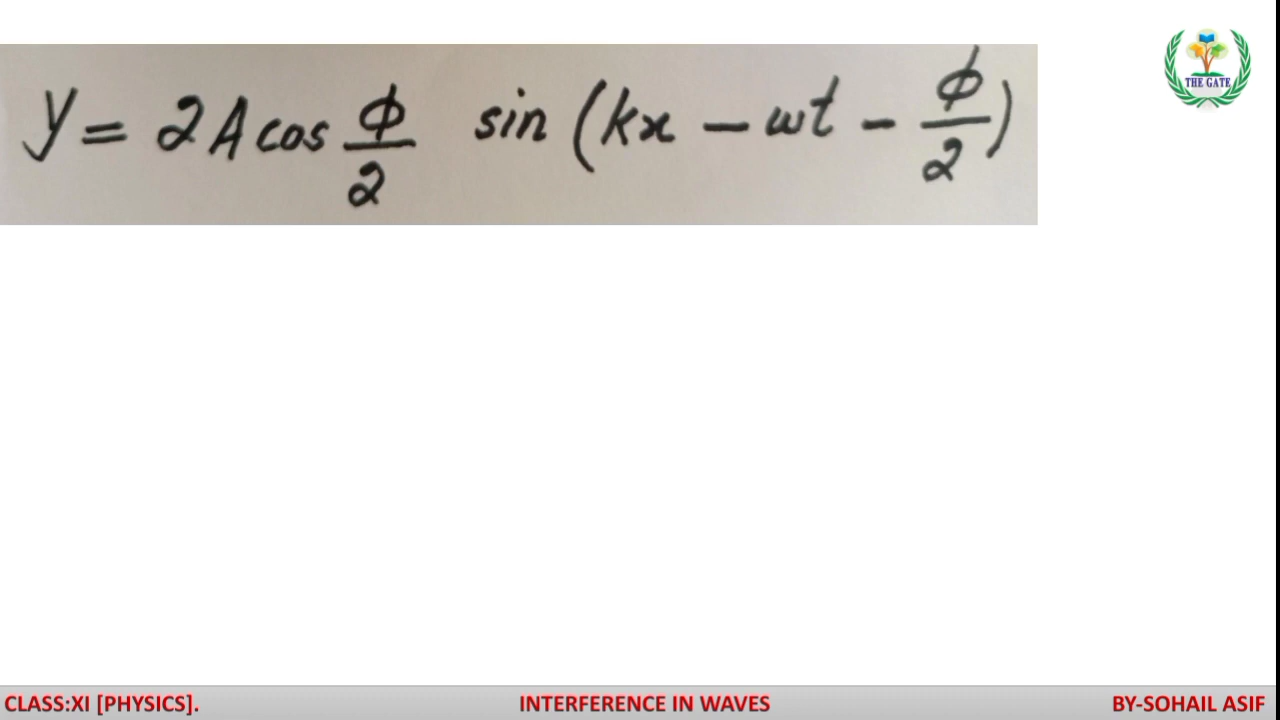 y = 2A cos ϕ/2 sin (kx − ωt − ϕ/2)
THE GATE
CLASS:XI [PHYSICS].
INTERFERENCE IN WAVES
BY-SOHAIL ASIF